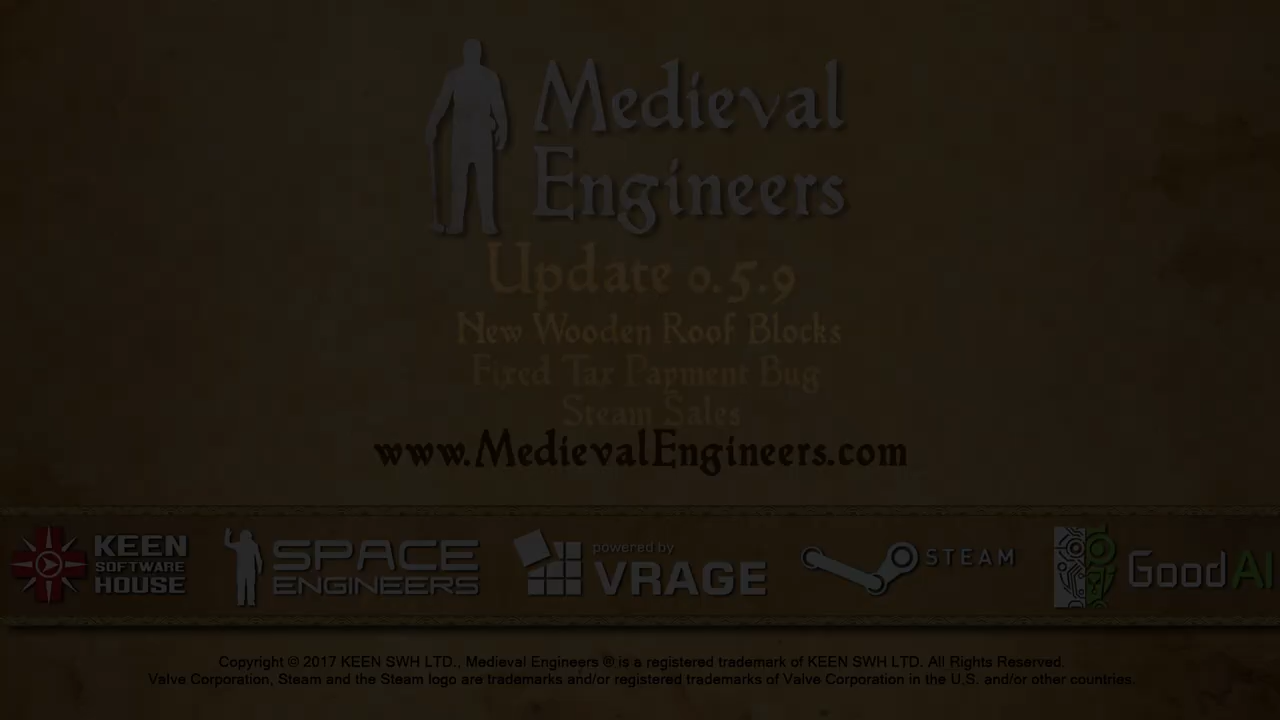 Medieval
Engineers
Update 0.5.9
New Wooden Roof Blocks
Fixed Tax Payment Bug
Steam Sales
www.MedievalEngineers.com
KEEN
SOFTWARE
HOUSE
SPACE
ENGINEERS
powered by
VRAGE
STEAM
GoodAI
Copyright © 2017 KEEN SWH LTD., Medieval Engineers ® is a registered trademark of KEEN SWH LTD. All Rights Reserved.
Valve Corporation, Steam and the Steam logo are trademarks and/or registered trademarks of Valve Corporation in the U.S. and/or other countries.